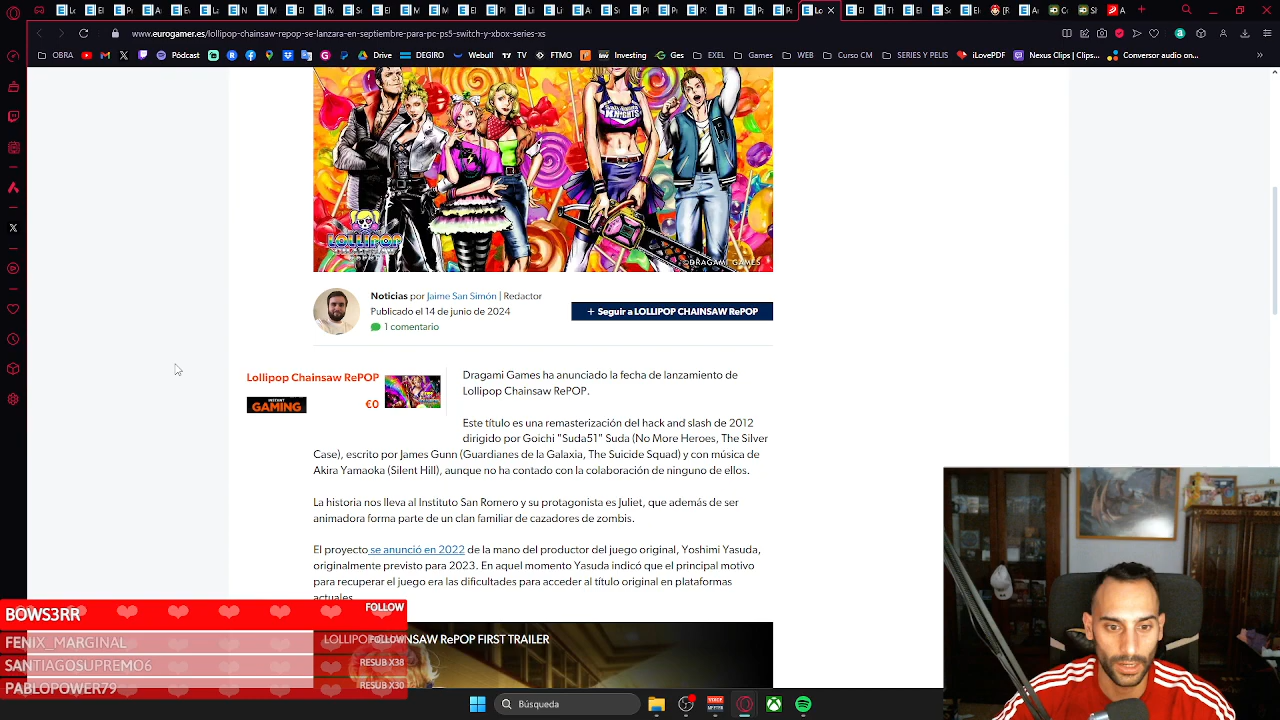 Lo
www.eurogamer.es/lollipop-chainsaw-repop-se-lanzara-en-septiembre-para-pc-ps5-switch-y-xbox-series-xs
OBRA
Pódcast
Drive
DEGIRO
Webull
TV
FTMO
Investing
Ges
EXEL
Games
WEB
Curso CM
SERIES Y PELIS
iLovePDF
Nexus Clips | Clips...
Conversor audio on...
KNIGHTS
LOLLIPOP
©DRAGAMI GAMES
Noticias por Jaime San Simón | Redactor
Publicado el 14 de junio de 2024
1 comentario
+ Seguir a LOLLIPOP CHAINSAW RePOP
Lollipop Chainsaw RePOP
INSTANT
GAMING
€0
Dragami Games ha anunciado la fecha de lanzamiento de
Lollipop Chainsaw RePOP.
Este título es una remasterización del hack and slash de 2012
dirigido por Goichi "Suda51" Suda (No More Heroes, The Silver
Case), escrito por James Gunn (Guardianes de la Galaxia, The Suicide Squad) y con música de
Akira Yamaoka (Silent Hill), aunque no ha contado con la colaboración de ninguno de ellos.
La historia nos lleva al Instituto San Romero y su protagonista es Juliet, que además de ser
animadora forma parte de un clan familiar de cazadores de zombis.
El proyecto se anunció en 2022 de la mano del productor del juego original, Yoshimi Yasuda,
originalmente previsto para 2023. En aquel momento Yasuda indicó que el principal motivo
para recuperar el juego era las dificultades para acceder al título original en plataformas
actuales.
BOWS3RR
FOLLOW
FENIX_MARGINAL
FOLLOW
SANTIAGOSUPREMO6
RESUB X38
PABLOPOWER79
RESUB X30
RePOP FIRST TRAILER
Búsqueda